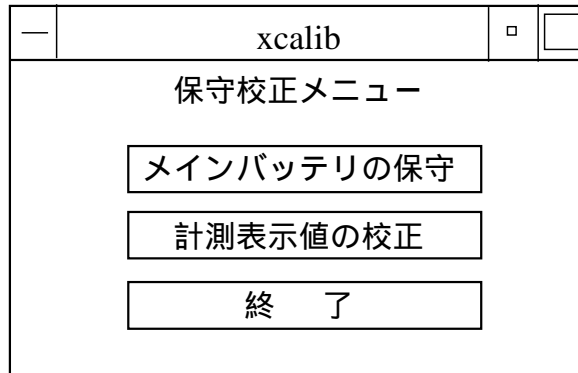 xcalib
保守校正メニュー
メインバッテリの保守
計測表示値の校正
終　了